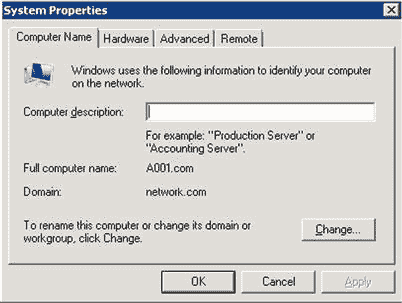 System Properties
Computer Name Hardware Advanced Remote
Windows uses the following information to identify your computer
on the network.
Computer description:
For example: "Production Server" or
"Accounting Server".
Full computer name: A001.com
Domain: network.com
To rename this computer or change its domain or
workgroup, click Change.
Change...
OK Cancel Apply